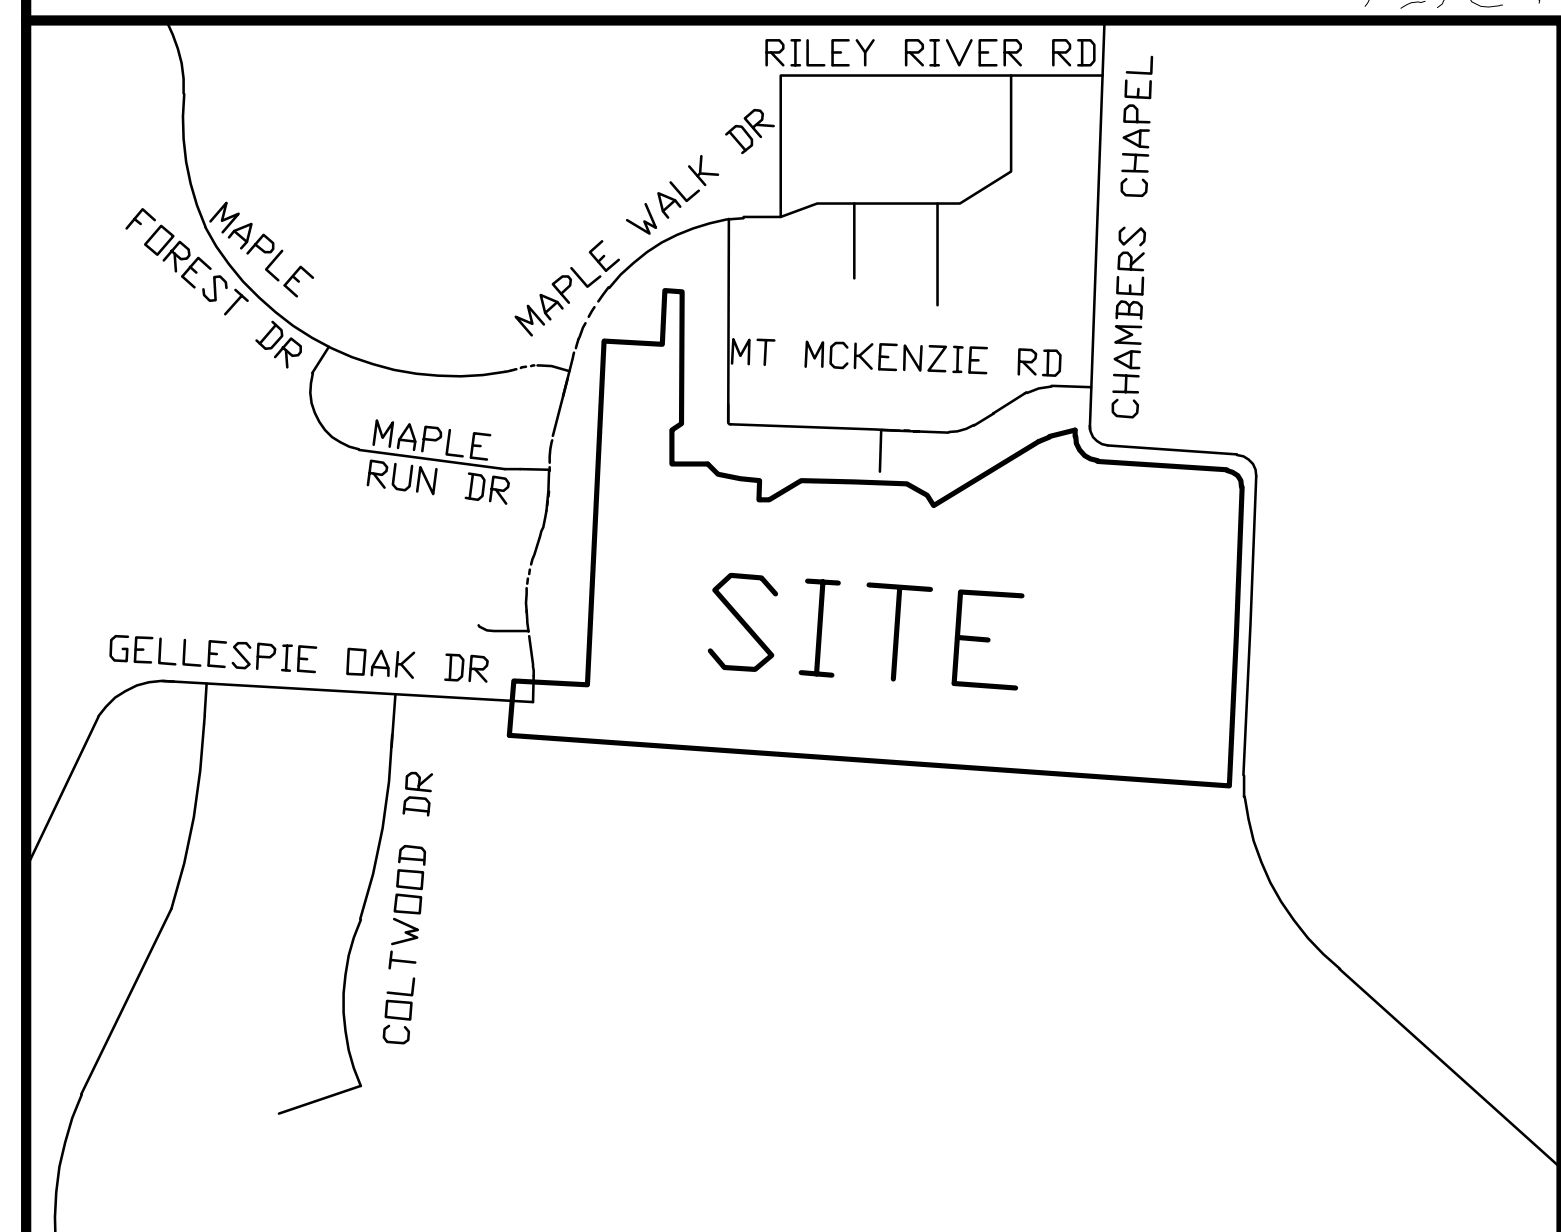 RILEY RIVER RD
CHAMBERS CHAPEL
MAPLE WALK DR
MAPLE
FOREST DR
MT MCKENZIE RD
MAPLE
RUN DR
SITE
GELLESPIE OAK DR
COLTWOOD DR